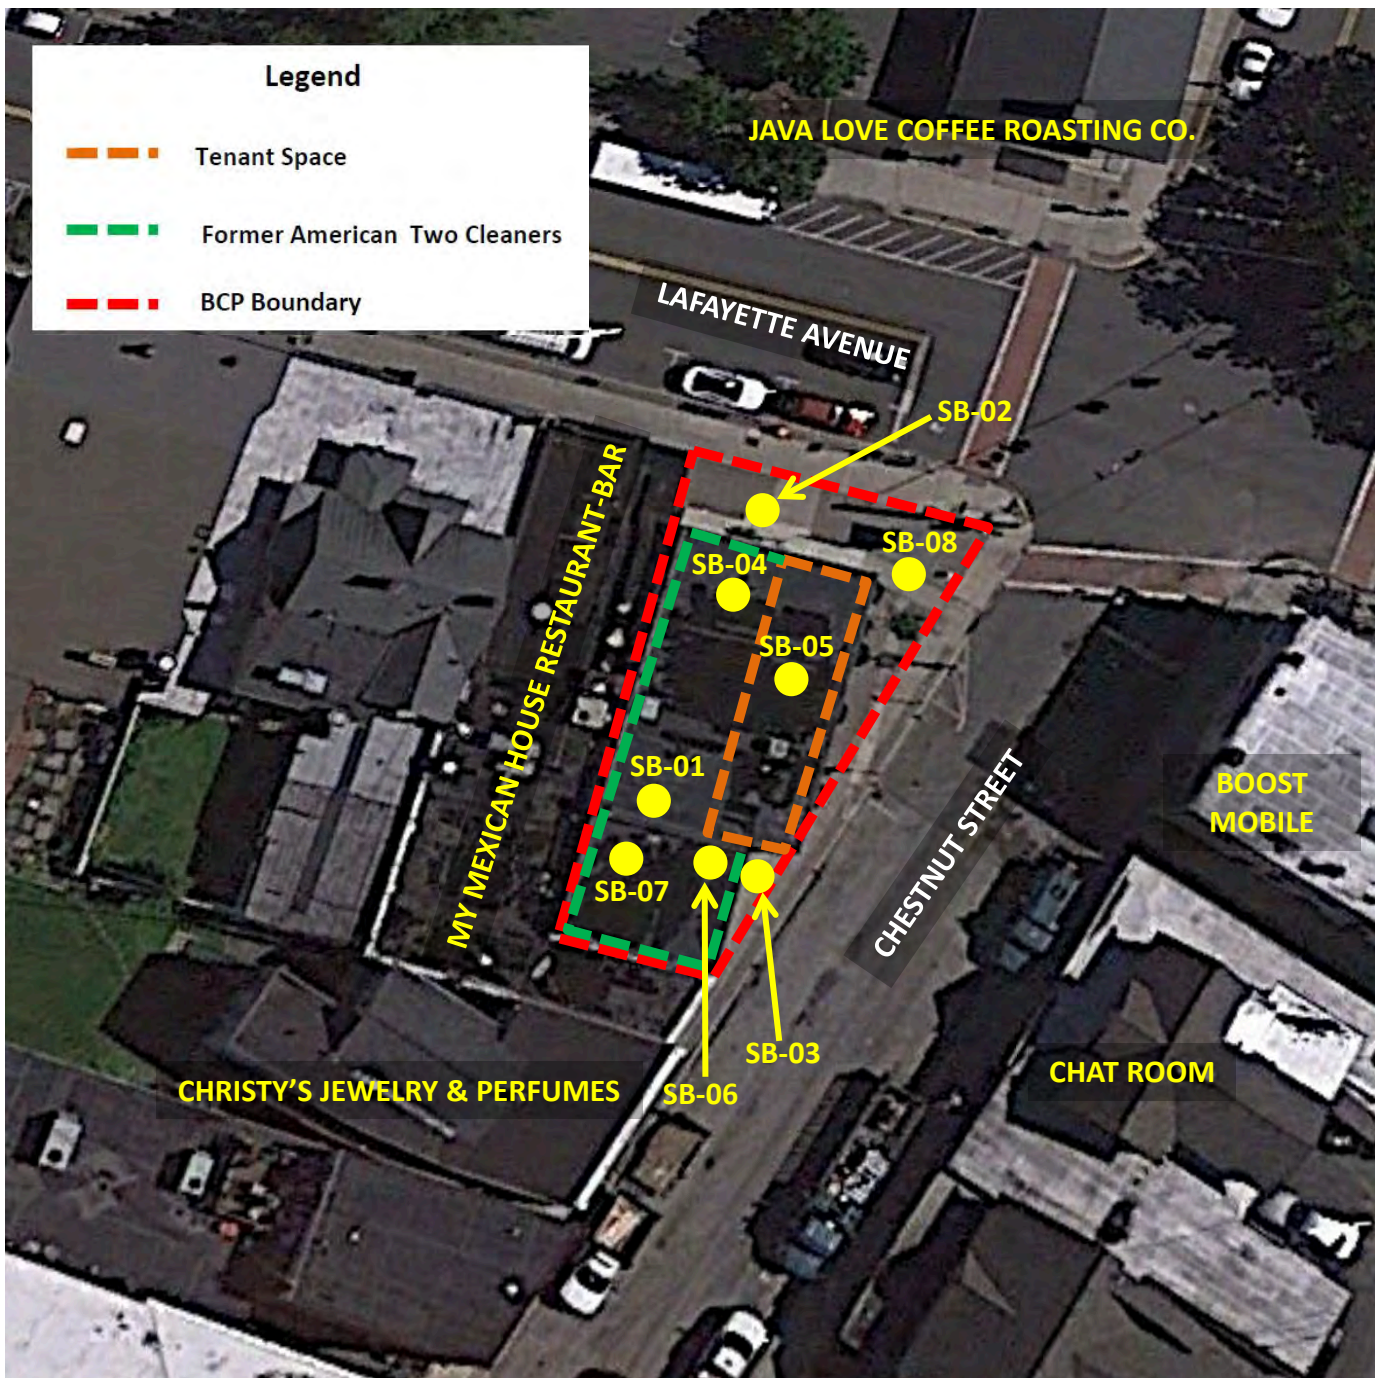 Legend
Tenant Space
Former American Two Cleaners
BCP Boundary
JAVA LOVE COFFEE ROASTING CO.
LAFAYETTE AVENUE
SB-02
SB-08
SB-04
SB-05
MY MEXICAN HOUSE RESTAURANT-BAR
SB-01
CHESTNUT STREET
BOOST
MOBILE
SB-07
SB-03
SB-06
CHAT ROOM
CHRISTY’S JEWELRY & PERFUMES